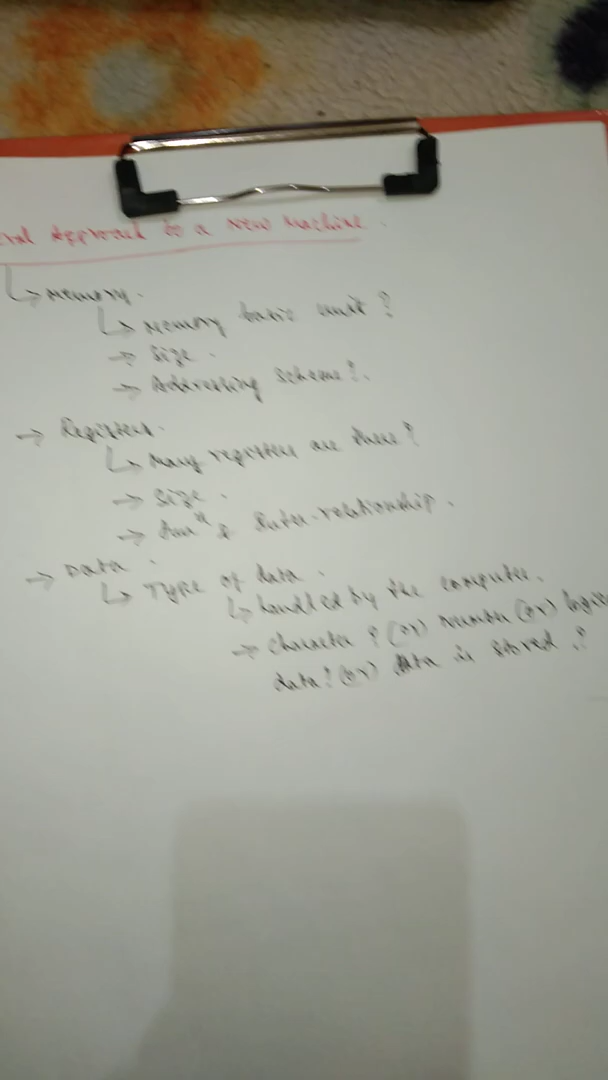 Approach to a New Machine.
↳ Memory.
↳ Memory basic unit?
→ Size.
→ Addressing Scheme?.
→ Registers.
↳ Many registers are there?
→ Size.
→ & Inter-relationship.
→ Data.
↳ Type of data.
↳ handled by the computer.
→ character? (or) number (or)
data? (or) data is stored?